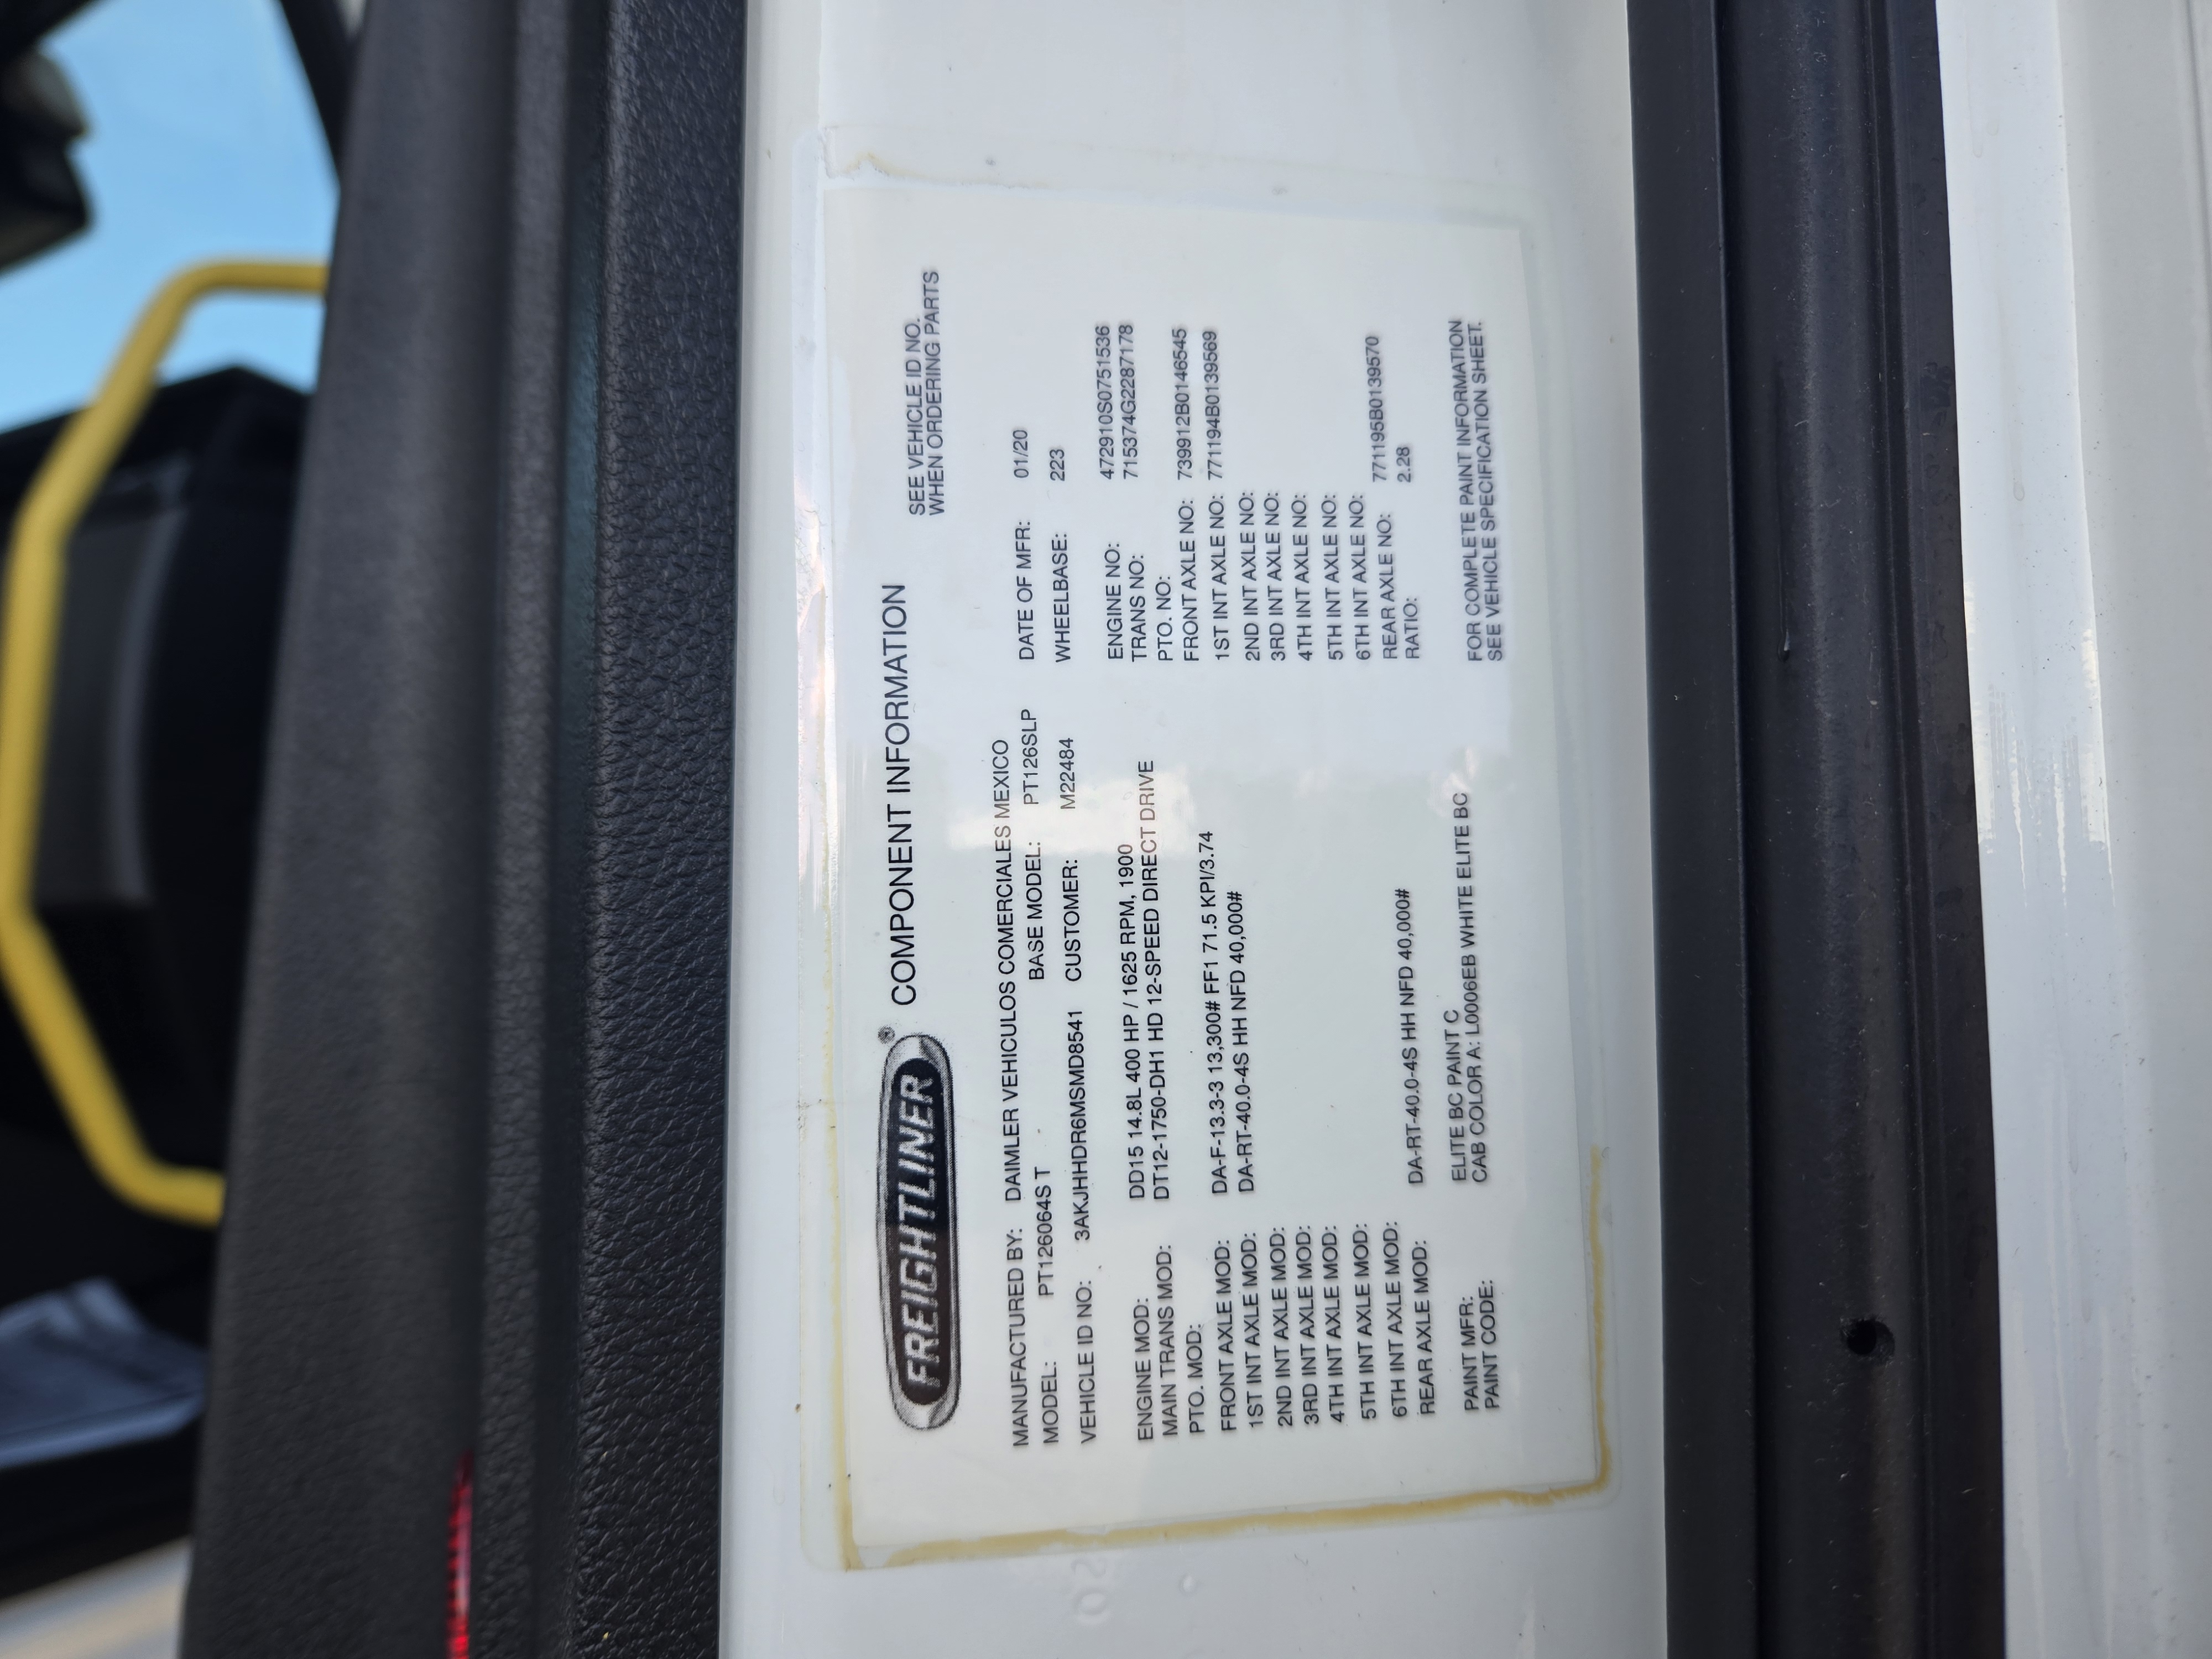 FREIGHTLINER® COMPONENT INFORMATION
SEE VEHICLE ID NO.
WHEN ORDERING PARTS
MANUFACTURED BY: DAIMLER VEHICULOS COMERCIALES MEXICO
MODEL: PT126064S T BASE MODEL: PT126SLP DATE OF MFR: 01/20
VEHICLE ID NO: 3AKJHHDR6MSMD8541 CUSTOMER: M22484 WHEELBASE: 223
ENGINE MOD: DD15 14.8L 400 HP / 1625 RPM, 1900 ENGINE NO: 472910S0751536
MAIN TRANS MOD: DT12-1750-DH1 HD 12-SPEED DIRECT DRIVE TRANS NO: 715374G2287178
PTO. MOD: PTO. NO:
FRONT AXLE MOD: DA-F-13.3-3 13,300# FF1 71.5 KPI/3.74 FRONT AXLE NO: 739912B0146545
1ST INT AXLE MOD: DA-RT-40.0-4S HH NFD 40,000# 1ST INT AXLE NO: 771194B0139569
2ND INT AXLE MOD: 2ND INT AXLE NO:
3RD INT AXLE MOD: 3RD INT AXLE NO:
4TH INT AXLE MOD: 4TH INT AXLE NO:
5TH INT AXLE MOD: 5TH INT AXLE NO:
6TH INT AXLE MOD: 6TH INT AXLE NO:
REAR AXLE MOD: DA-RT-40.0-4S HH NFD 40,000# REAR AXLE NO: 771195B0139570
RATIO: 2.28
PAINT MFR: ELITE BC PAINT C
PAINT CODE: CAB COLOR A: L0006EB WHITE ELITE BC
FOR COMPLETE PAINT INFORMATION
SEE VEHICLE SPECIFICATION SHEET.